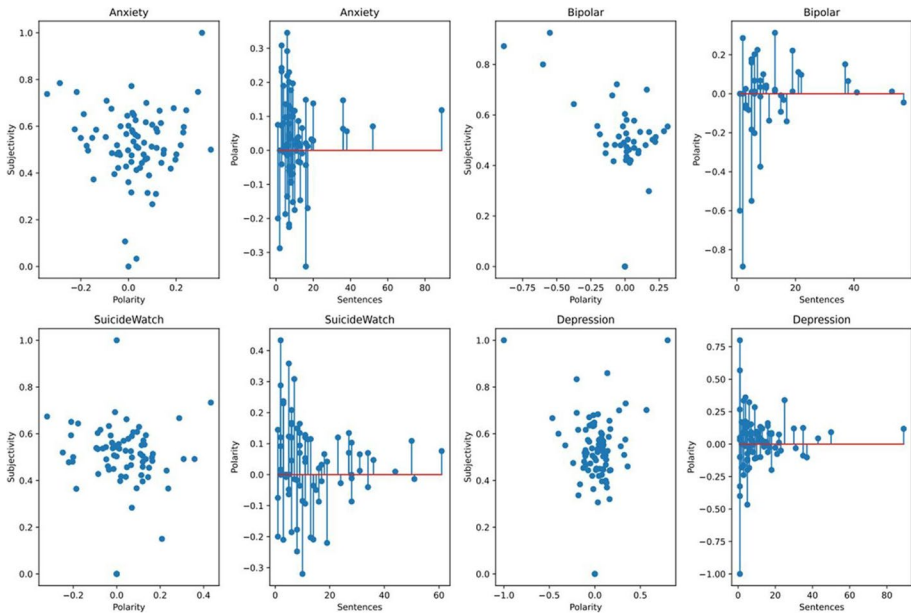 Anxiety
Anxiety
Bipolar
Bipolar
1.0
0.8
0.6
0.4
0.2
0.0
Subjectivity
−0.2 0.0 0.2
Polarity
0.3
0.2
0.1
0.0
−0.1
−0.2
−0.3
Polarity
0 20 40 60 80
Sentences
0.8
0.6
0.4
0.2
0.0
Subjectivity
−0.75 −0.50 −0.25 0.00 0.25
Polarity
0.2
0.0
−0.2
−0.4
−0.6
−0.8
Polarity
0 20 40
Sentences
SuicideWatch
SuicideWatch
Depression
Depression
1.0
0.8
0.6
0.4
0.2
0.0
Subjectivity
−0.2 0.0 0.2 0.4
Polarity
0.4
0.3
0.2
0.1
0.0
−0.1
−0.2
−0.3
Polarity
0 20 40 60
Sentences
1.0
0.8
0.6
0.4
0.2
0.0
Subjectivity
−1.0 −0.5 0.0 0.5
Polarity
0.75
0.50
0.25
0.00
−0.25
−0.50
−0.75
−1.00
Polarity
0 20 40 60 80
Sentences